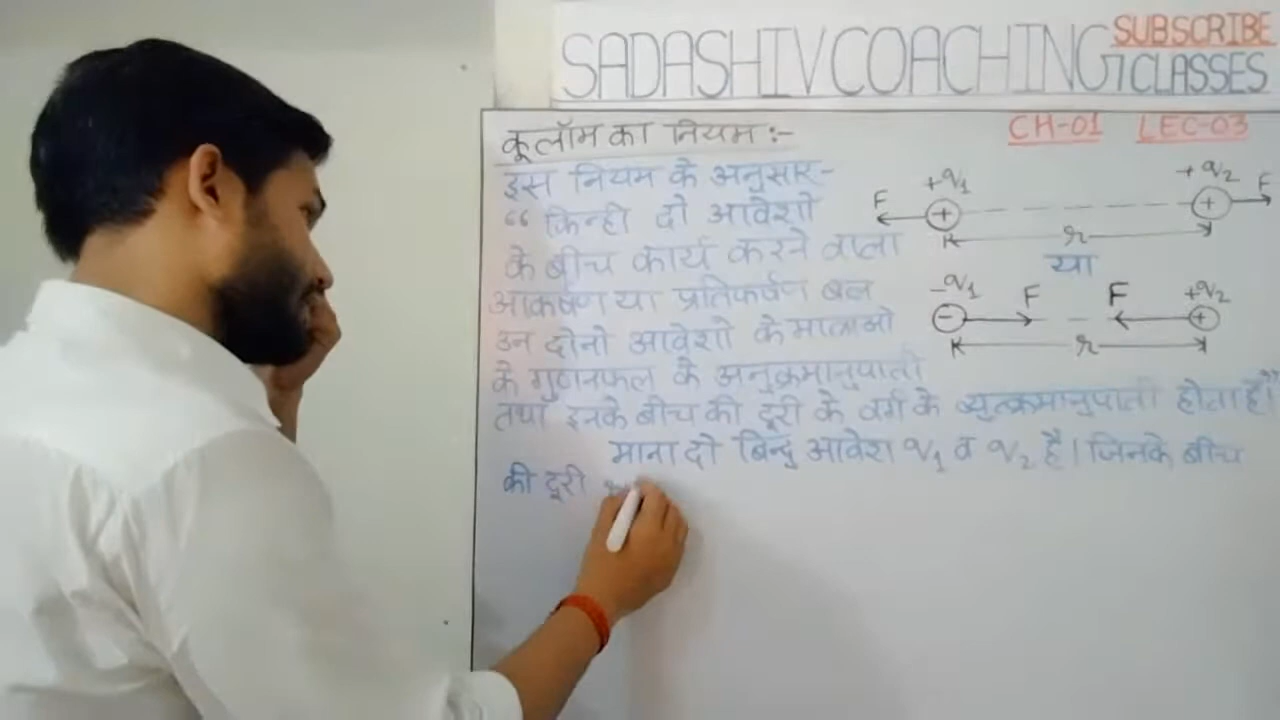 SADASHIV COACHING CLASSES
SUBSCRIBE
CH-01 LEC-03
कूलॉम का नियम :-
इस नियम के अनुसार-
“ किन्ही दो आवेशो
के बीच कार्य करने वाला
आकर्षण या प्रतिकर्षण बल
उन दोनो आवेशो के मात्राओ
के गुणनफल के अनुक्रमानुपाती
तथा इनके बीच की दूरी के वर्ग के व्युत्क्रमानुपाती होता है”
माना दो बिन्दु आवेश q1 व q2 है। जिनके बीच
की दूरी
+q1 +q2
F + + F
r
या
-q1 F F +q2
- +
r